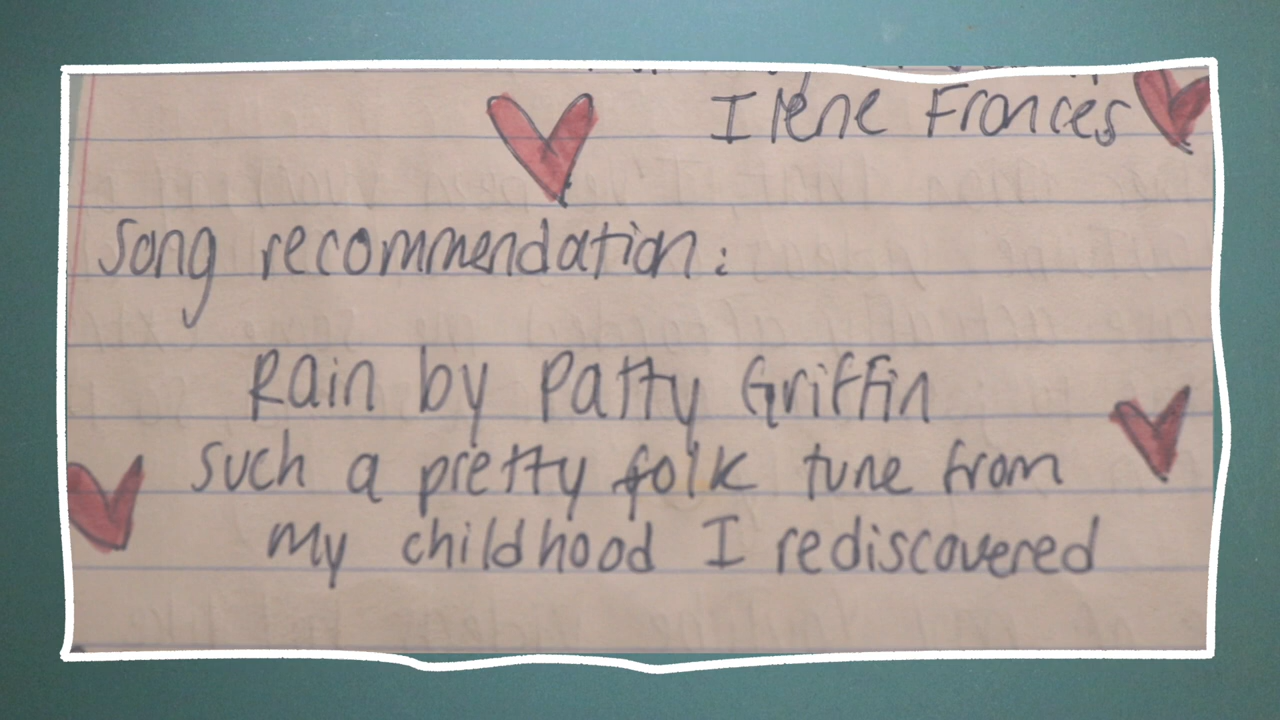 Irene Frances
Song recommendation:
Rain by Patty Griffin
such a pretty folk tune from
my childhood I rediscovered